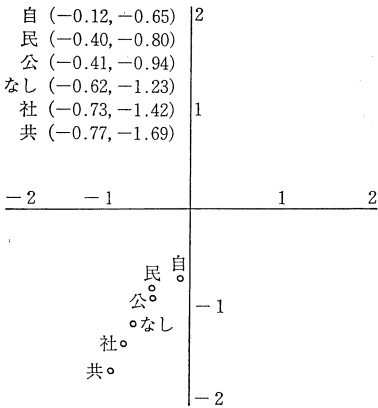 自 (-0.12, -0.65)
民 (-0.40, -0.80)
公 (-0.41, -0.94)
なし (-0.62, -1.23)
社 (-0.73, -1.42)
共 (-0.77, -1.69)
2
1
-2 -1 1 2
自
民
公
-1
なし
社
共
-2